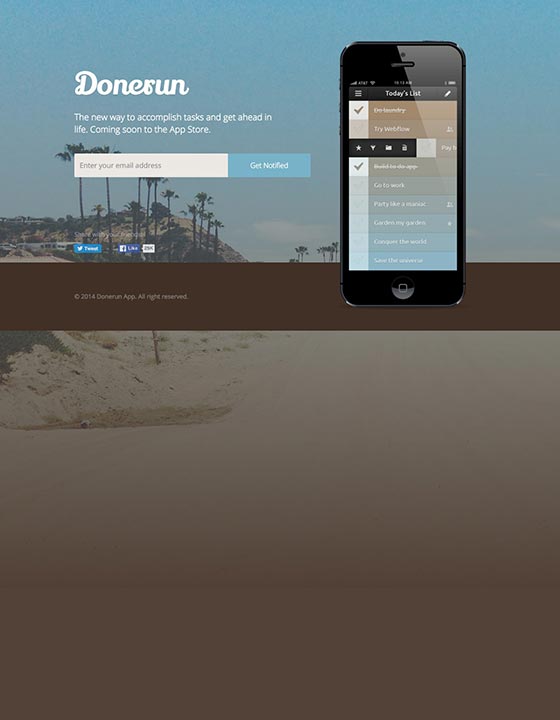 Donerun
The new way to accomplish tasks and get ahead in
life. Coming soon to the App Store.
Enter your email address
Get Notified
Share with your friends!
Tweet
Like
25K
© 2014 Donerun App. All right reserved.
AT&T
10:13 AM
Today's List
Do laundry
Try Webflow
Pay b
Build to-do app
Go to work
Party like a maniac
Garden my garden
Conquer the world
Save the universe